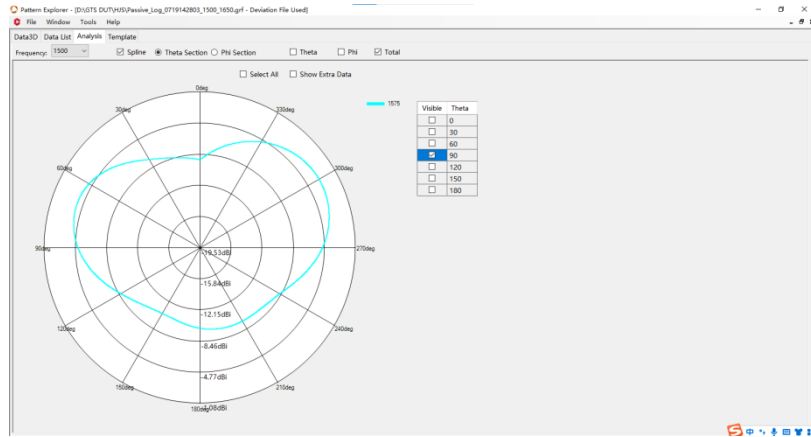 Pattern Explorer - [D:\GTS DUT\HJS\Passive_Log_0719142803_1500_1650.grf - Deviation File Used]
File Window Tools Help
Data3D Data List Analysis Template
Frequency: 1500 Spline Theta Section Phi Section Theta Phi Total
Select All Show Extra Data
0deg
30deg
330deg
60deg
300deg
90deg
270deg
120deg
240deg
150deg
210deg
180deg
-19.53dBi
-15.84dBi
-12.15dBi
-8.46dBi
-4.77dBi
-1.08dBi
1575
Visible Theta
0
30
60
90
120
150
180
中